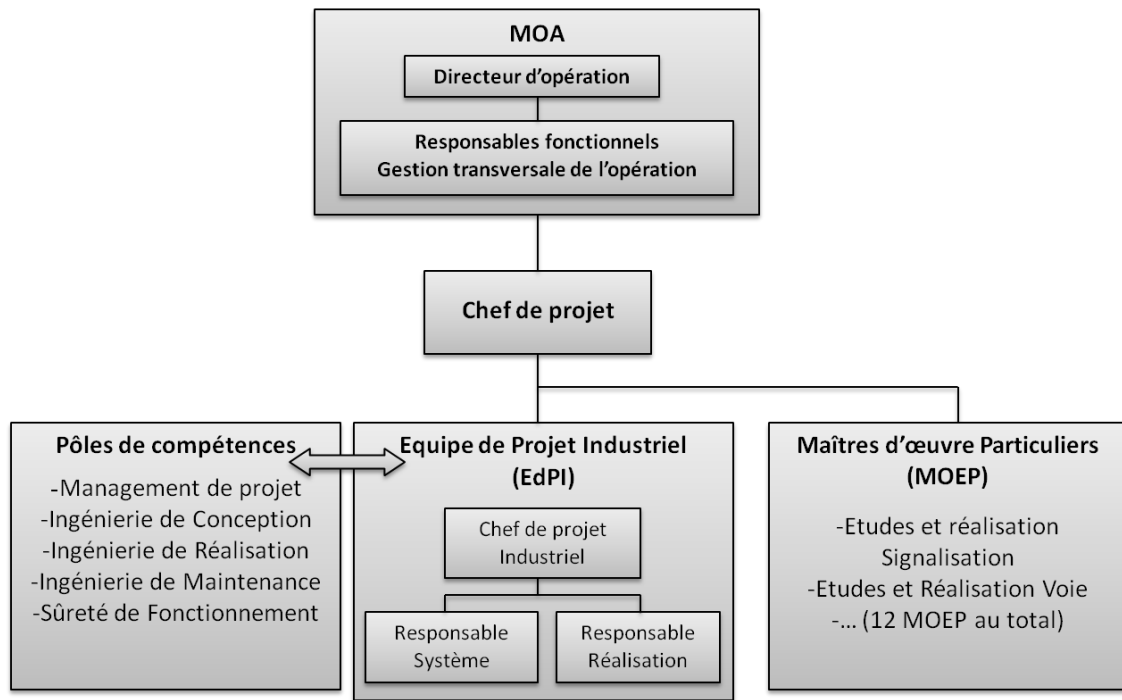 MOA
Directeur d'opération
Responsables fonctionnels
Gestion transversale de l'opération
Chef de projet
Pôles de compétences
-Management de projet
-Ingénierie de Conception
-Ingénierie de Réalisation
-Ingénierie de Maintenance
-Sûreté de Fonctionnement
Equipe de Projet Industriel
(EdPI)
Chef de projet
Industriel
Responsable
Système
Responsable
Réalisation
Maîtres d'œuvre Particuliers
(MOEP)
-Etudes et réalisation
Signalisation
-Etudes et Réalisation Voie
-... (12 MOEP au total)